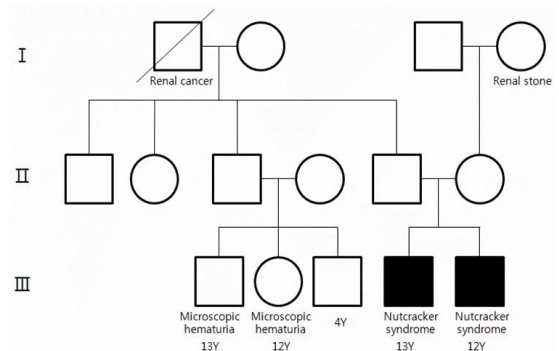 I
Renal cancer
Renal stone
II
III
Microscopic
hematuria
13Y
Microscopic
hematuria
12Y
4Y
Nutcracker
syndrome
13Y
Nutcracker
syndrome
12Y